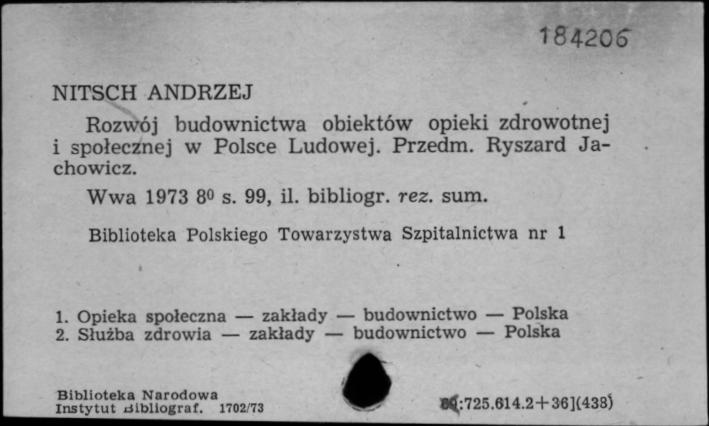 184206
NITSCH ANDRZEJ
Rozwój budownictwa obiektów opieki zdrowotnej
i społecznej w Polsce Ludowej. Przedm. Ryszard Ja-
chowicz.
Wwa 1973 8⁰ s. 99, il. bibliogr. rez. sum.
Biblioteka Polskiego Towarzystwa Szpitalnictwa nr 1
1. Opieka społeczna — zakłady — budownictwo — Polska
2. Służba zdrowia — zakłady — budownictwo — Polska
Biblioteka Narodowa
Instytut Bibliograf. 1702/73
:725.614.2+36](438)